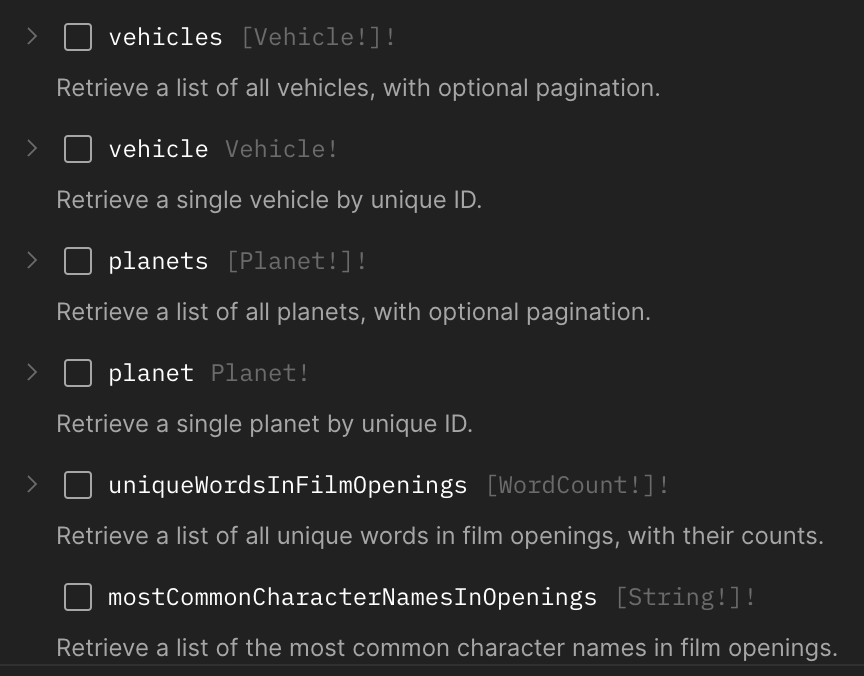 vehicles [Vehicle!]!
Retrieve a list of all vehicles, with optional pagination.
vehicle Vehicle!
Retrieve a single vehicle by unique ID.
planets [Planet!]!
Retrieve a list of all planets, with optional pagination.
planet Planet!
Retrieve a single planet by unique ID.
uniqueWordsInFilmOpenings [WordCount!]!
Retrieve a list of all unique words in film openings, with their counts.
mostCommonCharacterNamesInOpenings [String!]!
Retrieve a list of the most common character names in film openings.